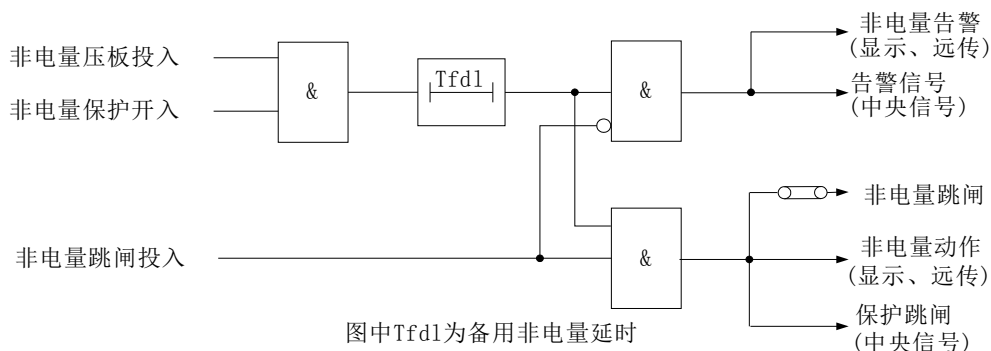 非电量压板投入
非电量保护开入
&
Tfdl
&
非电量告警
(显示、远传)
告警信号
(中央信号)
非电量跳闸投入
&
非电量跳闸
非电量动作
(显示、远传)
保护跳闸
(中央信号)
图中Tfdl为备用非电量延时